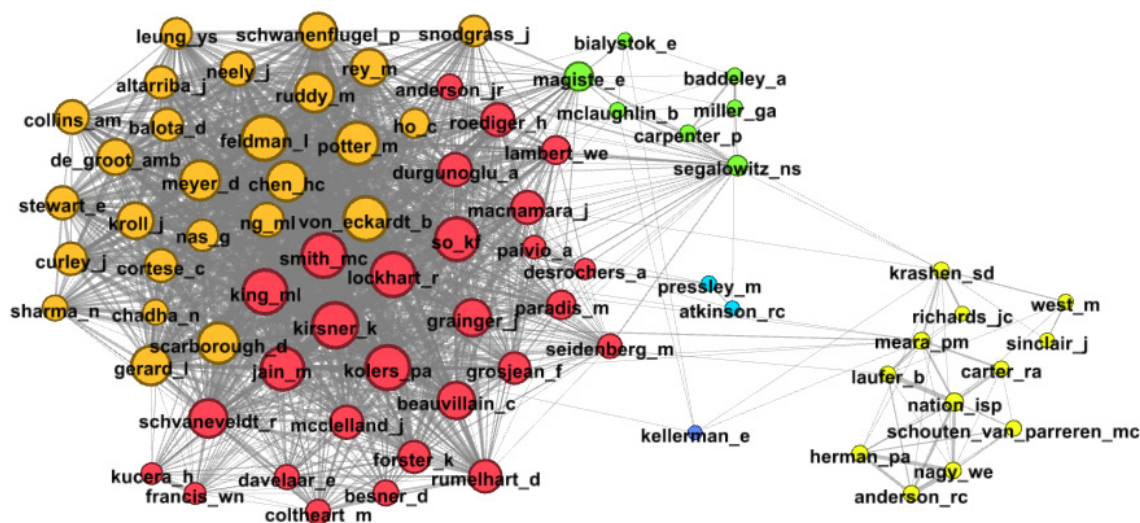 leung_ys
schwanenflugel_p
snodgrass_j
bialystok_e
neely_j
rey_m
magiste_e
baddeley_a
altarriba_j
ruddy_m
anderson_jr
mclaughlin_b
miller_ga
collins_am
balota_d
ho_c
roediger_h
carpenter_p
feldman_l
potter_m
lambert_we
de_groot_amb
durgunoglu_a
segalowitz_ns
meyer_d
chen_hc
stewart_e
kroll_j
ng_ml
von_eckardt_b
macnamara_j
nas_g
so_kf
paivio_a
curley_j
cortese_c
smith_mc
lockhart_r
desrochers_a
krashen_sd
pressley_m
king_ml
sharma_n
chadha_n
paradis_m
atkinson_rc
west_m
kirsner_k
grainger_j
richards_jc
scarborough_d
seidenberg_m
meara_pm
sinclair_j
gerard_l
jain_m
kolers_pa
grosjean_f
laufer_b
carter_ra
beauvillain_c
nation_isp
schvaneveldt_r
mcclelland_j
kellerman_e
schouten_van_parreren_mc
forster_k
herman_pa
kucera_h
davelaar_e
rumelhart_d
nagy_we
francis_wn
besner_d
anderson_rc
coltheart_m